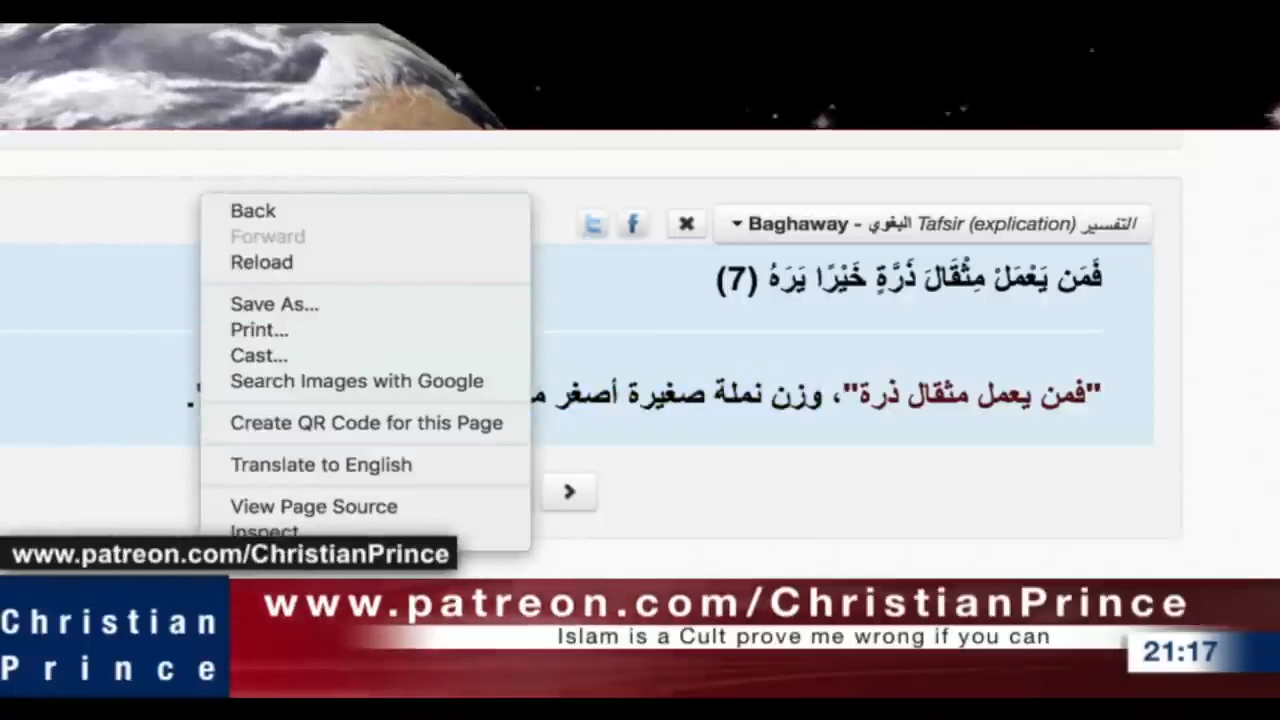 Back
Forward
Reload
Save As...
Print...
Cast...
Search Images with Google
Create QR Code for this Page
Translate to English
View Page Source
Inspect
Baghaway - البغوي Tafsir (explication) التفسير
فَمَن يَعْمَلْ مِثْقَالَ ذَرَّةٍ خَيْرًا يَرَهُ (7)
"فمن يعمل مثقال ذرة"، وزن نملة صغيرة أصغر
www.patreon.com/ChristianPrince
Christian
Prince
www.patreon.com/ChristianPrince
Islam is a Cult prove me wrong if you can
21:17